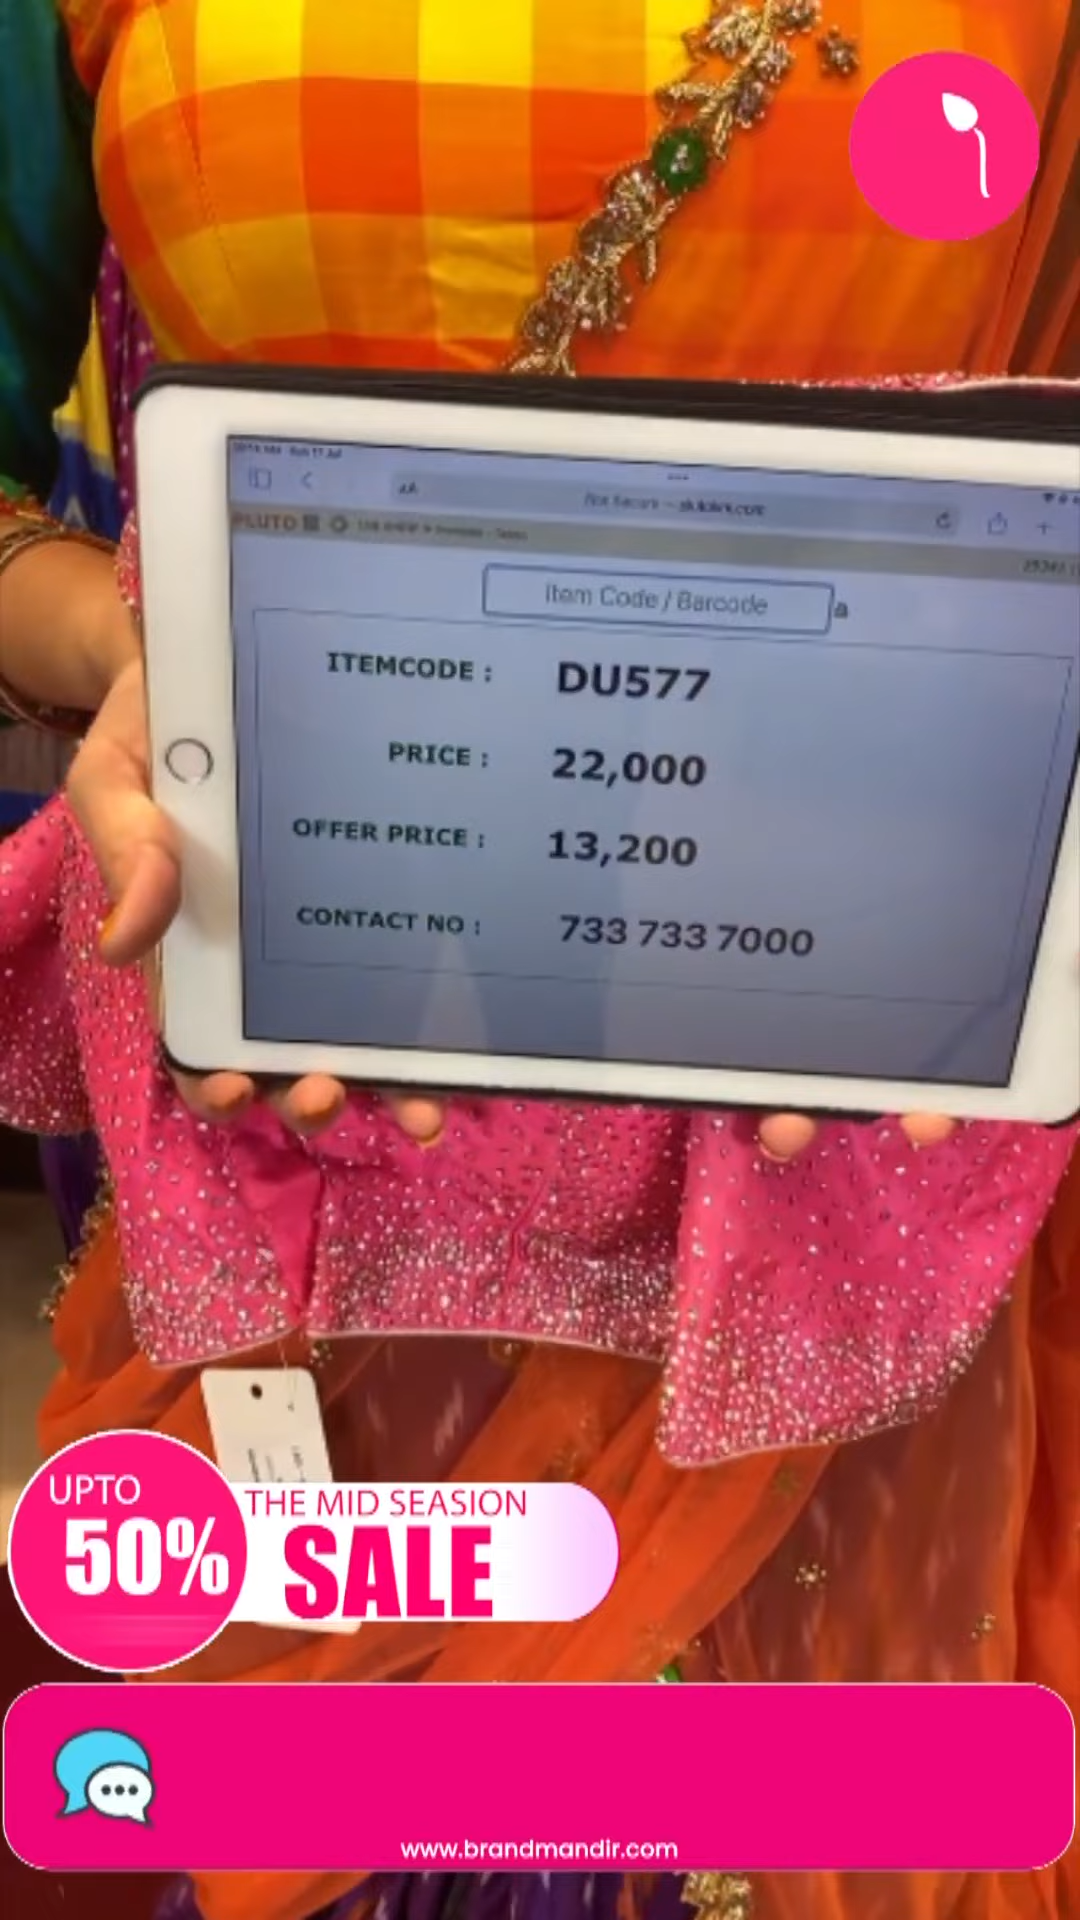 PLUTO
Item Code / Barcode
ITEMCODE : DU577
PRICE : 22,000
OFFER PRICE : 13,200
CONTACT NO : 733 733 7000
UPTO
50%
THE MID SEASION
SALE
www.brandmandir.com